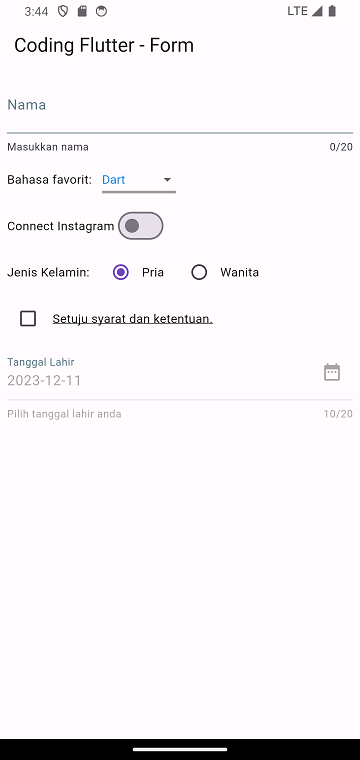 3:44 LTE
Coding Flutter - Form
Nama
Masukkan nama 0/20
Bahasa favorit: Dart
Connect Instagram
Jenis Kelamin: Pria Wanita
Setuju syarat dan ketentuan.
Tanggal Lahir
2023-12-11
Pilih tanggal lahir anda 10/20